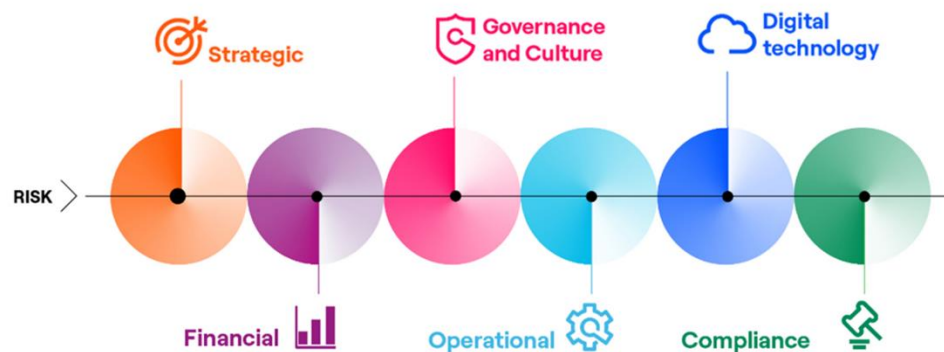 Strategic
Governance
and Culture
Digital
technology
RISK
Financial
Operational
Compliance